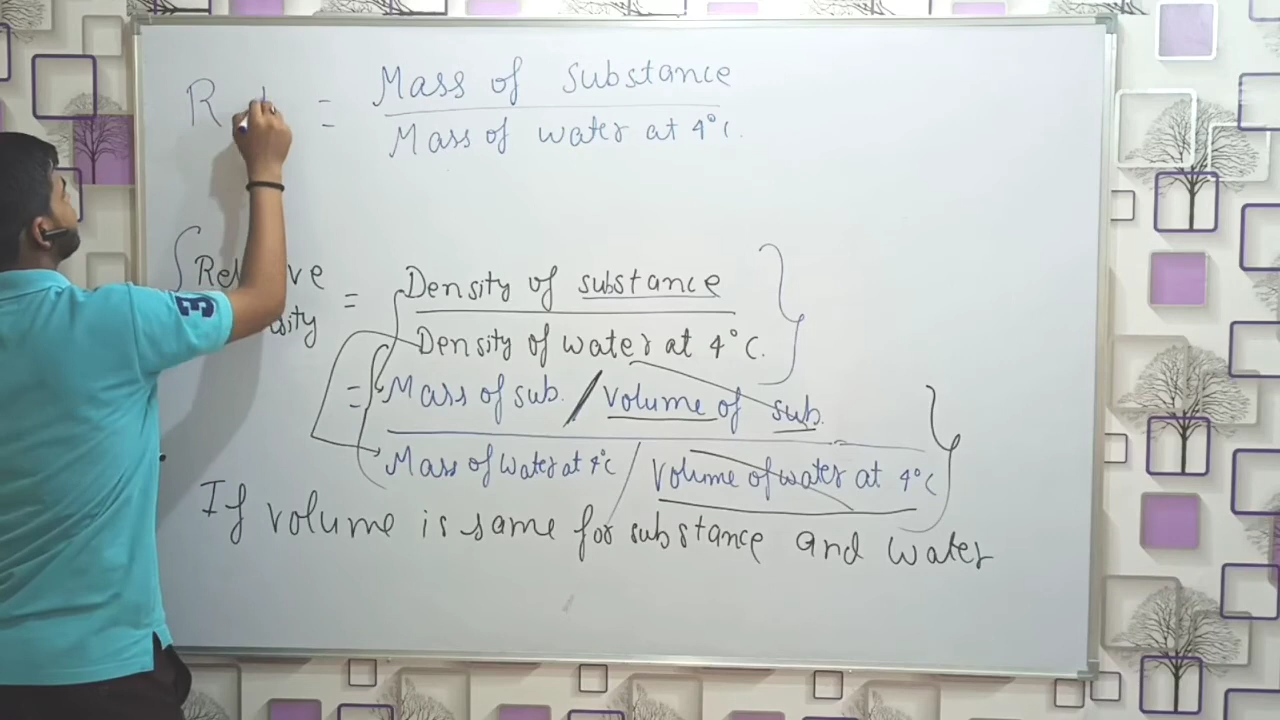 R = Mass of substance
Mass of water at 4°C.
= Density of substance
Density of water at 4°C.
= Mass of sub. / Volume of sub.
Mass of water at 4°C / Volume of water at 4°C
If volume is same for substance and water
3